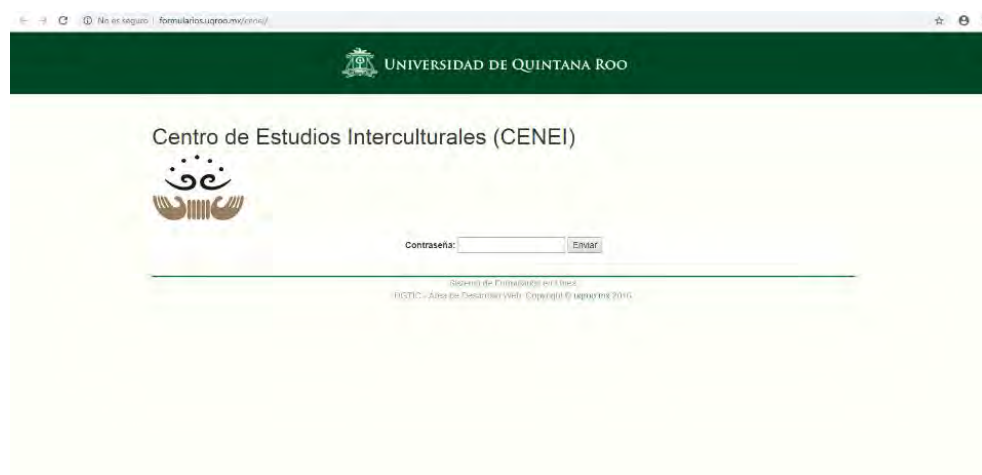 No es seguro | formularios.uqroo.mx/cenei/
UNIVERSIDAD DE QUINTANA ROO
Centro de Estudios Interculturales (CENEI)
Contraseña: Enviar
Sistema de Formularios en Línea
DGTIC - Área de Desarrollo Web. Copyright © uqroo.mx 2016